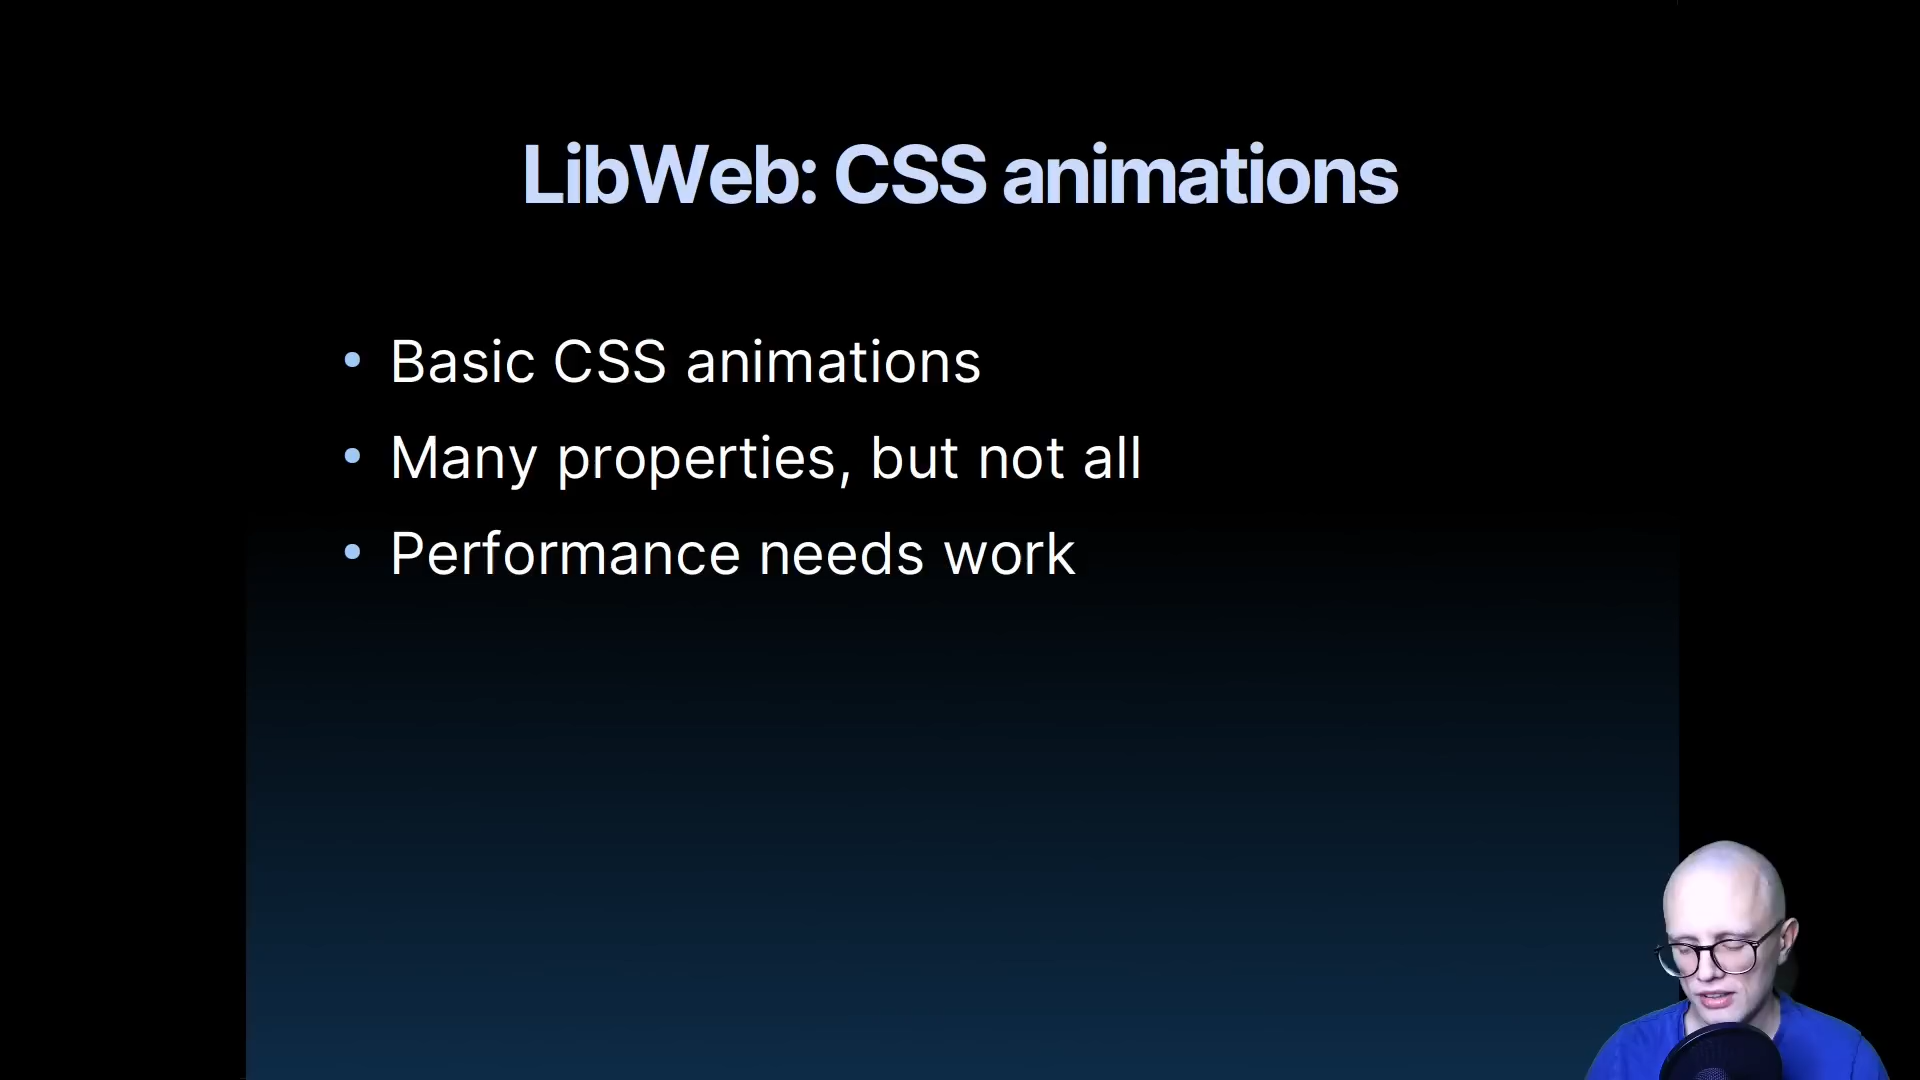 LibWeb: CSS animations
• Basic CSS animations
• Many properties, but not all
• Performance needs work